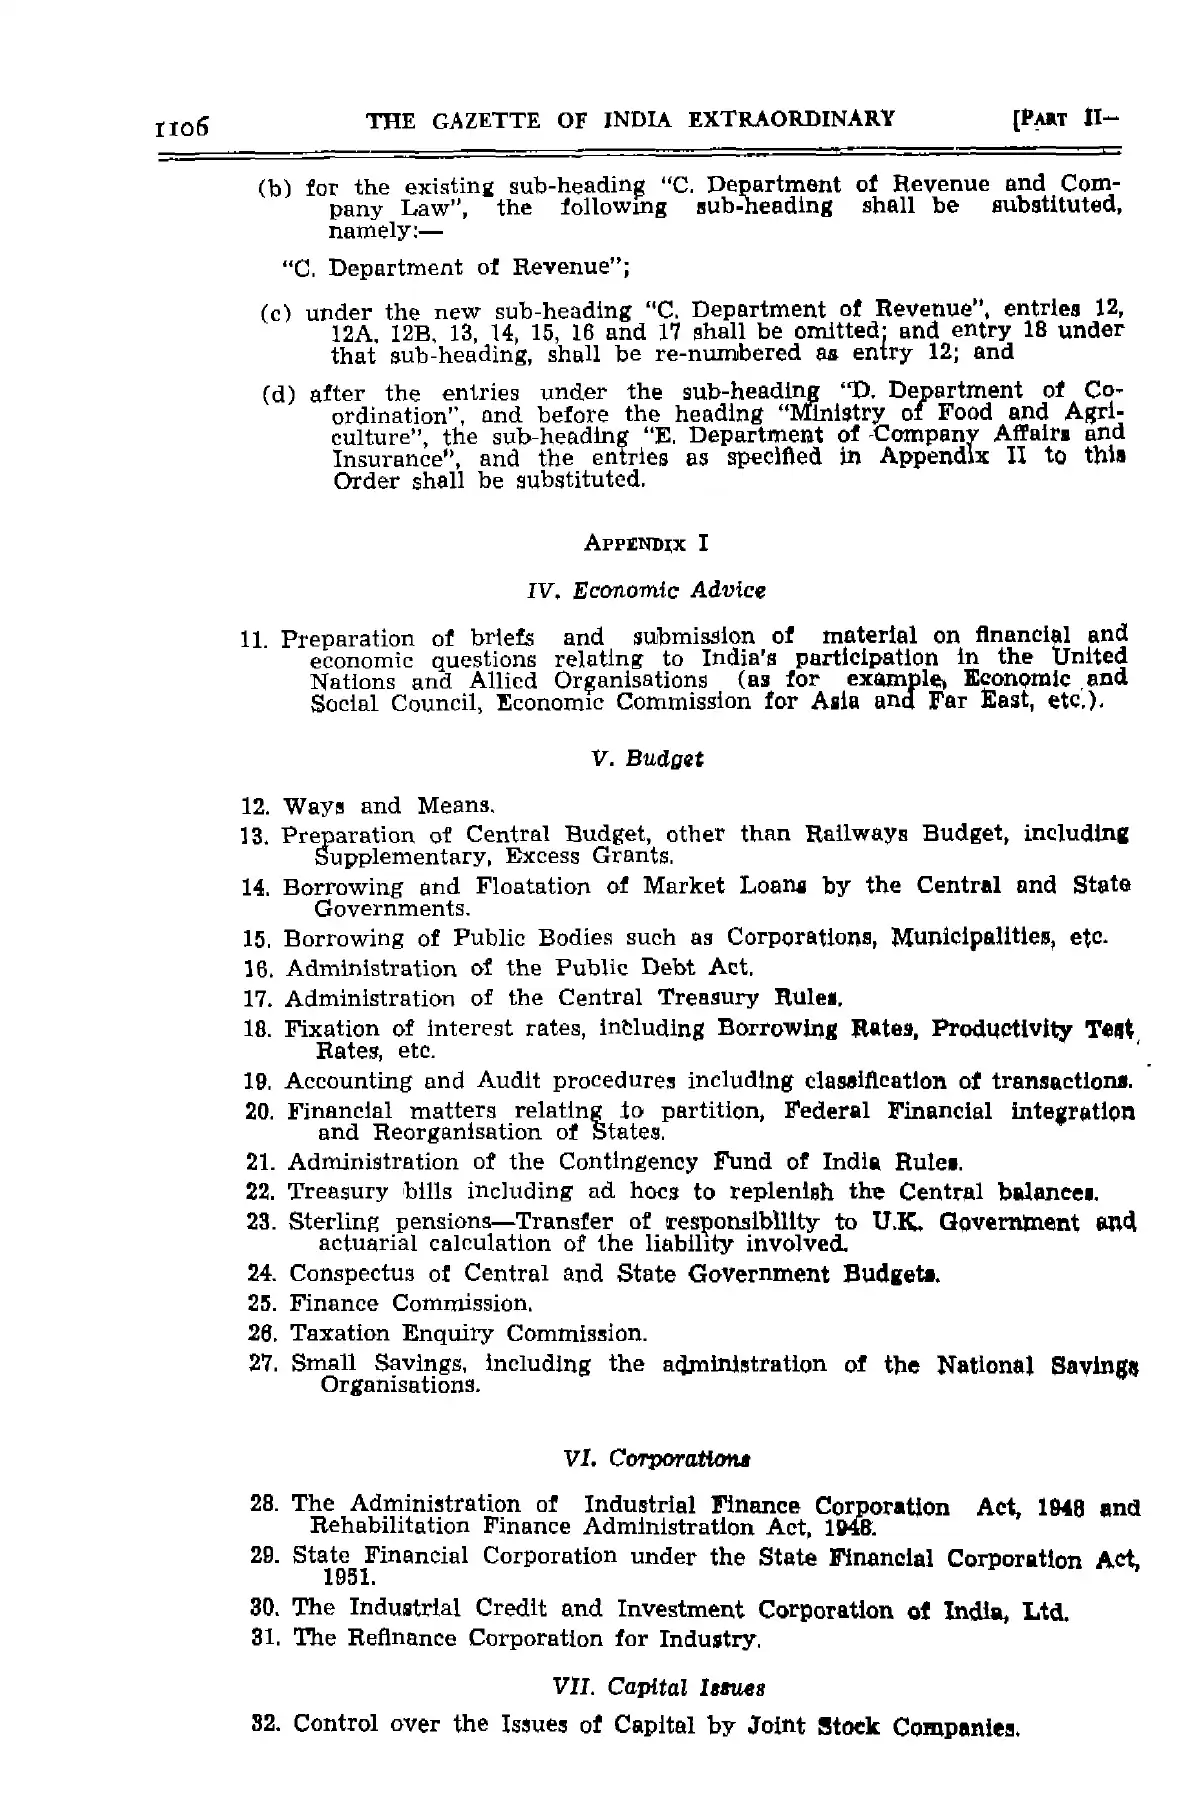 1106 THE GAZETTE OF INDIA EXTRAORDINARY [PART II—
(b) for the existing sub-heading "C. Department of Revenue and Com-
pany Law", the following sub-heading shall be substituted,
namely:—
"C. Department of Revenue";
(c) under the new sub-heading "C. Department of Revenue", entries 12,
12A, 12B, 13, 14, 15, 16 and 17 shall be omitted; and entry 18 under
that sub-heading, shall be re-numbered as entry 12; and
(d) after the entries under the sub-heading "D. Department of Co-
ordination", and before the heading "Ministry of Food and Agri-
culture", the sub-heading "E. Department of Company Affairs and
Insurance", and the entries as specified in Appendix II to this
Order shall be substituted.
APPENDIX I
IV. Economic Advice
11. Preparation of briefs and submission of material on financial and
economic questions relating to India's participation in the United
Nations and Allied Organisations (as for example, Economic and
Social Council, Economic Commission for Asia and Far East, etc.).
V. Budget
12. Ways and Means.
13. Preparation of Central Budget, other than Railways Budget, including
Supplementary, Excess Grants.
14. Borrowing and Floatation of Market Loans by the Central and State
Governments.
15. Borrowing of Public Bodies such as Corporations, Municipalities, etc.
16. Administration of the Public Debt Act.
17. Administration of the Central Treasury Rules.
18. Fixation of interest rates, including Borrowing Rates, Productivity Test
Rates, etc.
19. Accounting and Audit procedures including classification of transactions.
20. Financial matters relating to partition, Federal Financial integration
and Reorganisation of States.
21. Administration of the Contingency Fund of India Rules.
22. Treasury bills including ad hocs to replenish the Central balances.
23. Sterling pensions—Transfer of responsibility to U.K. Government and
actuarial calculation of the liability involved.
24. Conspectus of Central and State Government Budgets.
25. Finance Commission.
26. Taxation Enquiry Commission.
27. Small Savings, including the administration of the National Savings
Organisations.
VI. Corporations
28. The Administration of Industrial Finance Corporation Act, 1948 and
Rehabilitation Finance Administration Act, 1948.
29. State Financial Corporation under the State Financial Corporation Act,
1951.
30. The Industrial Credit and Investment Corporation of India, Ltd.
31. The Refinance Corporation for Industry.
VII. Capital Issues
32. Control over the Issues of Capital by Joint Stock Companies.